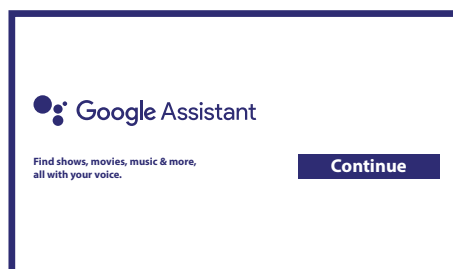 Google Assistant
Find shows, movies, music & more,
all with your voice.
Continue